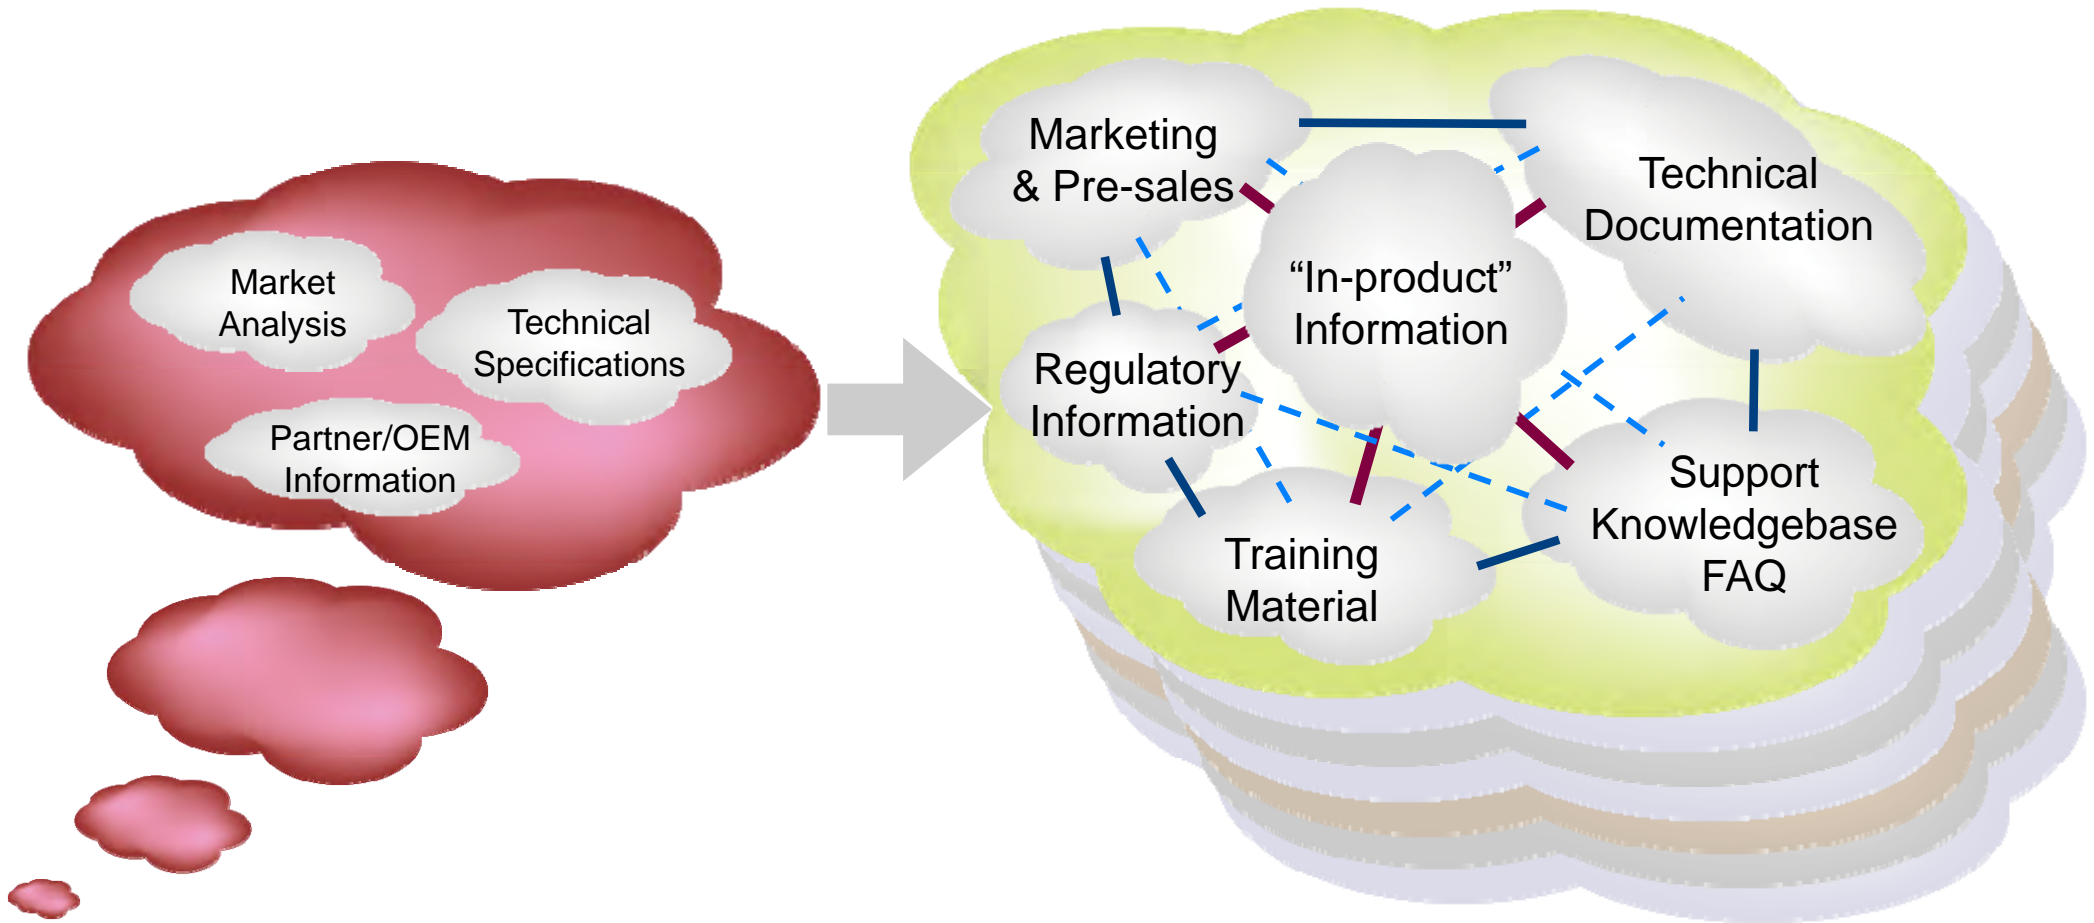 Market
Analysis
Technical
Specifications
Partner/OEM
Information
Marketing
& Pre-sales
Technical
Documentation
“In-product”
Information
Regulatory
Information
Training
Material
Support
Knowledgebase
FAQ